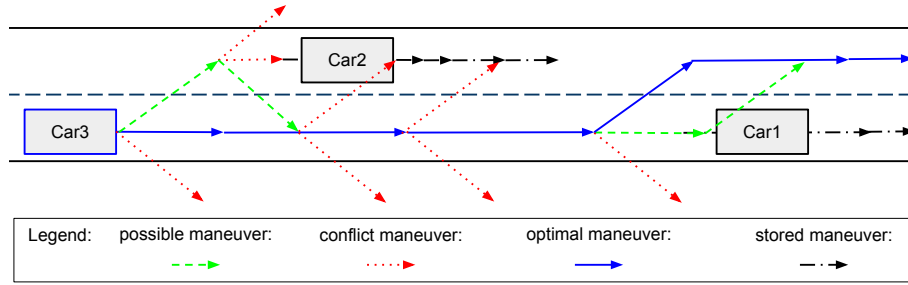 Car2
Car3
Car1
Legend: possible maneuver: conflict maneuver: optimal maneuver: stored maneuver: